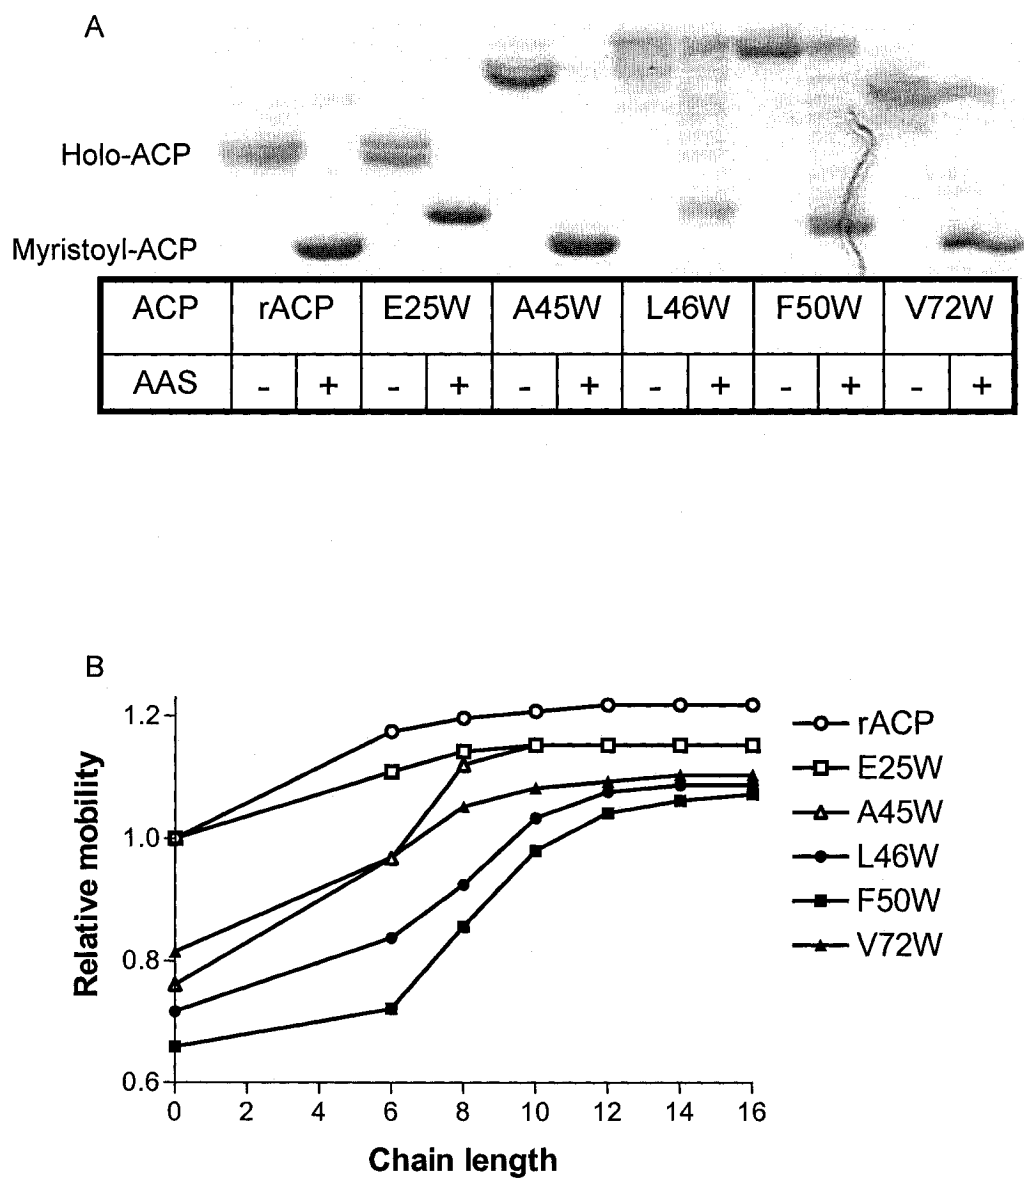 A
Holo-ACP
Myristoyl-ACP
ACP rACP E25W A45W L46W F50W V72W
AAS - + - + - + - + - + - +
B
1.2
1.0
0.8
0.6
Relative mobility
0 2 4 6 8 10 12 14 16
Chain length
rACP
E25W
A45W
L46W
F50W
V72W